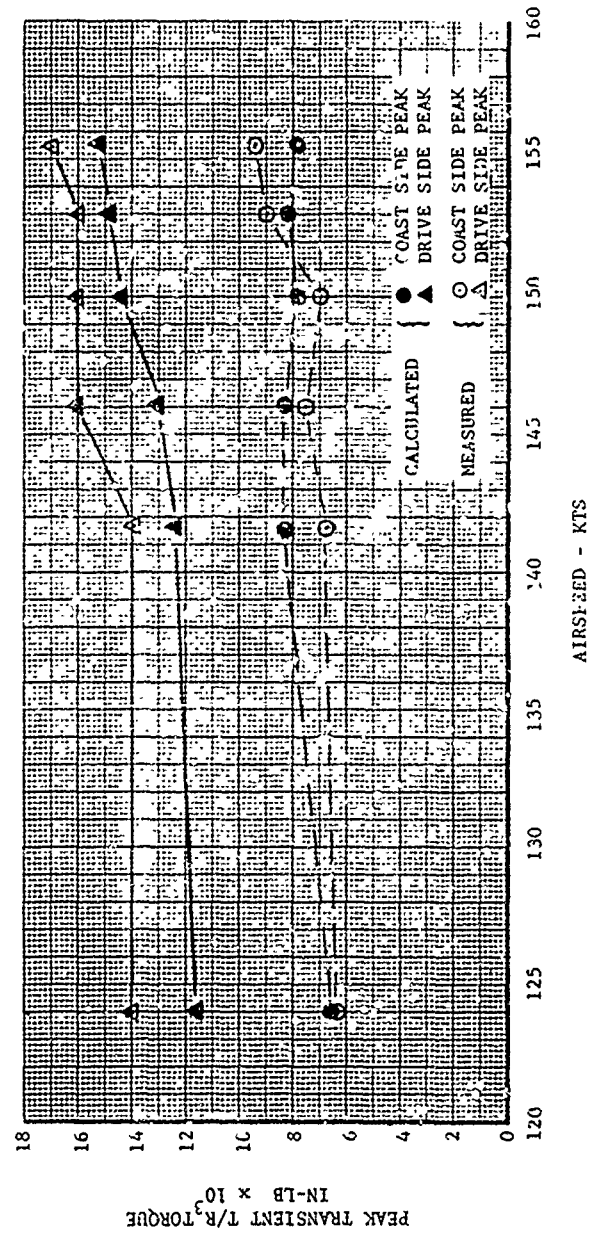 PEAK TRANSIENT T/R TORQUE
IN-LB x 10³
18
16
14
12
10
8
6
4
2
0
120
125
130
135
140
145
150
155
160
AIRSPEED - KTS
CALCULATED { ● COAST SIDE PEAK
▲ DRIVE SIDE PEAK
MEASURED { ⊙ COAST SIDE PEAK
△ DRIVE SIDE PEAK